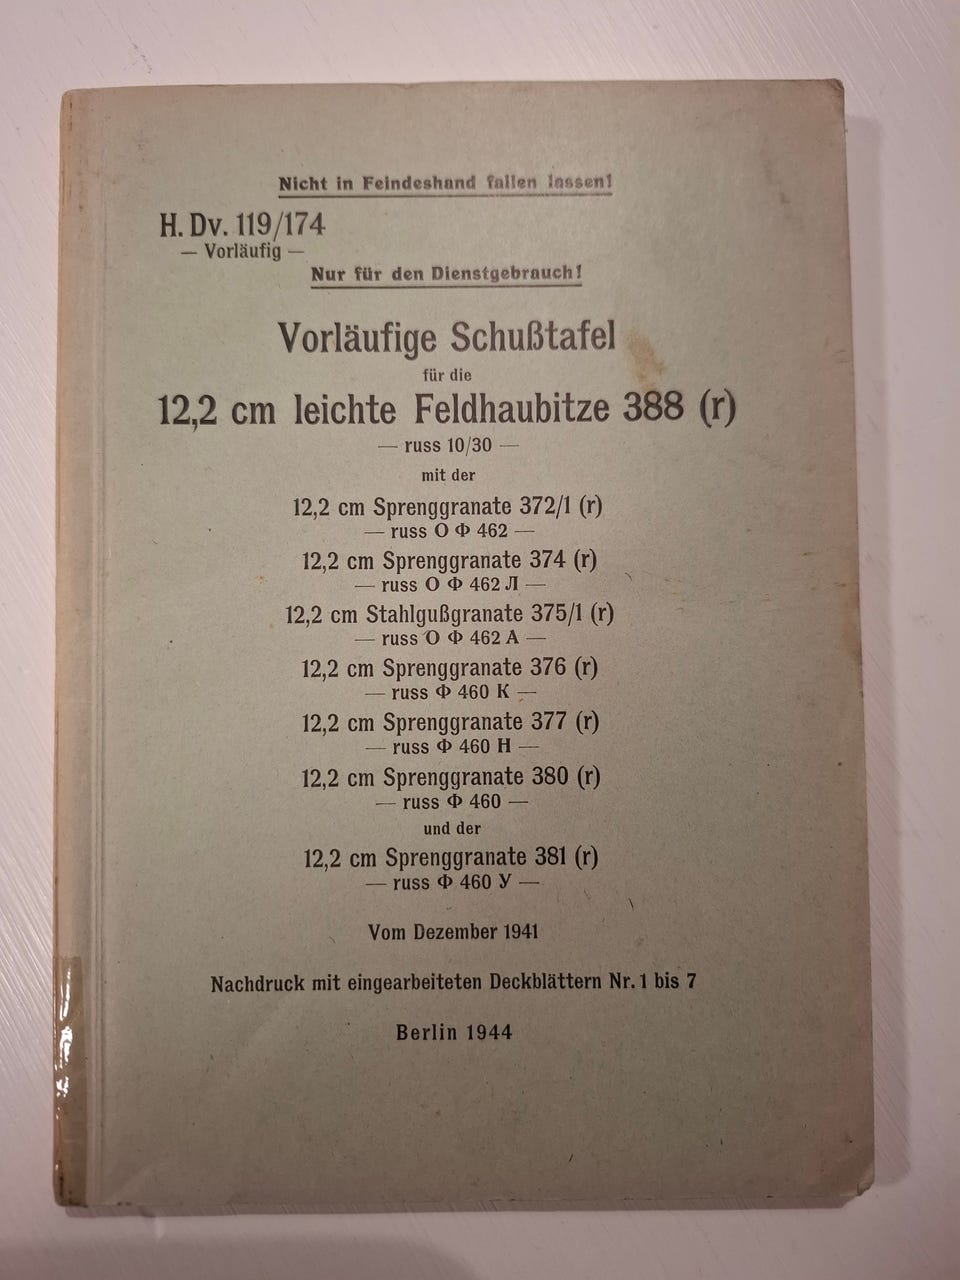 Nicht in Feindeshand fallen lassen!
H. Dv. 119/174
— Vorläufig —
Nur für den Dienstgebrauch!
Vorläufige Schußtafel
für die
12,2 cm leichte Feldhaubitze 388 (r)
— russ 10/30 —
mit der
12,2 cm Sprenggranate 372/1 (r)
— russ О Ф 462 —
12,2 cm Sprenggranate 374 (r)
— russ О Ф 462 Л —
12,2 cm Stahlgußgranate 375/1 (r)
— russ О Ф 462 А —
12,2 cm Sprenggranate 376 (r)
— russ Ф 460 К —
12,2 cm Sprenggranate 377 (r)
— russ Ф 460 Н —
12,2 cm Sprenggranate 380 (r)
— russ Ф 460 —
und der
12,2 cm Sprenggranate 381 (r)
— russ Ф 460 У —
Vom Dezember 1941
Nachdruck mit eingearbeiteten Deckblättern Nr. 1 bis 7
Berlin 1944